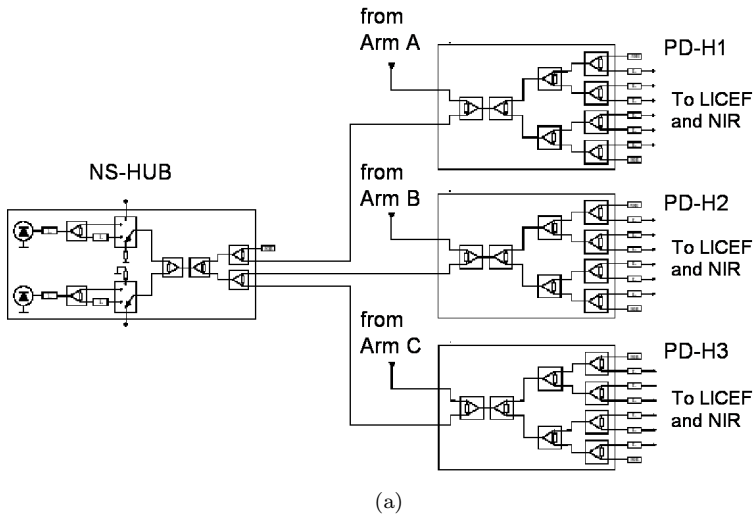 from
Arm A
PD-H1
To LICEF
and NIR
NS-HUB
from
Arm B
PD-H2
To LICEF
and NIR
from
Arm C
PD-H3
To LICEF
and NIR
(a)